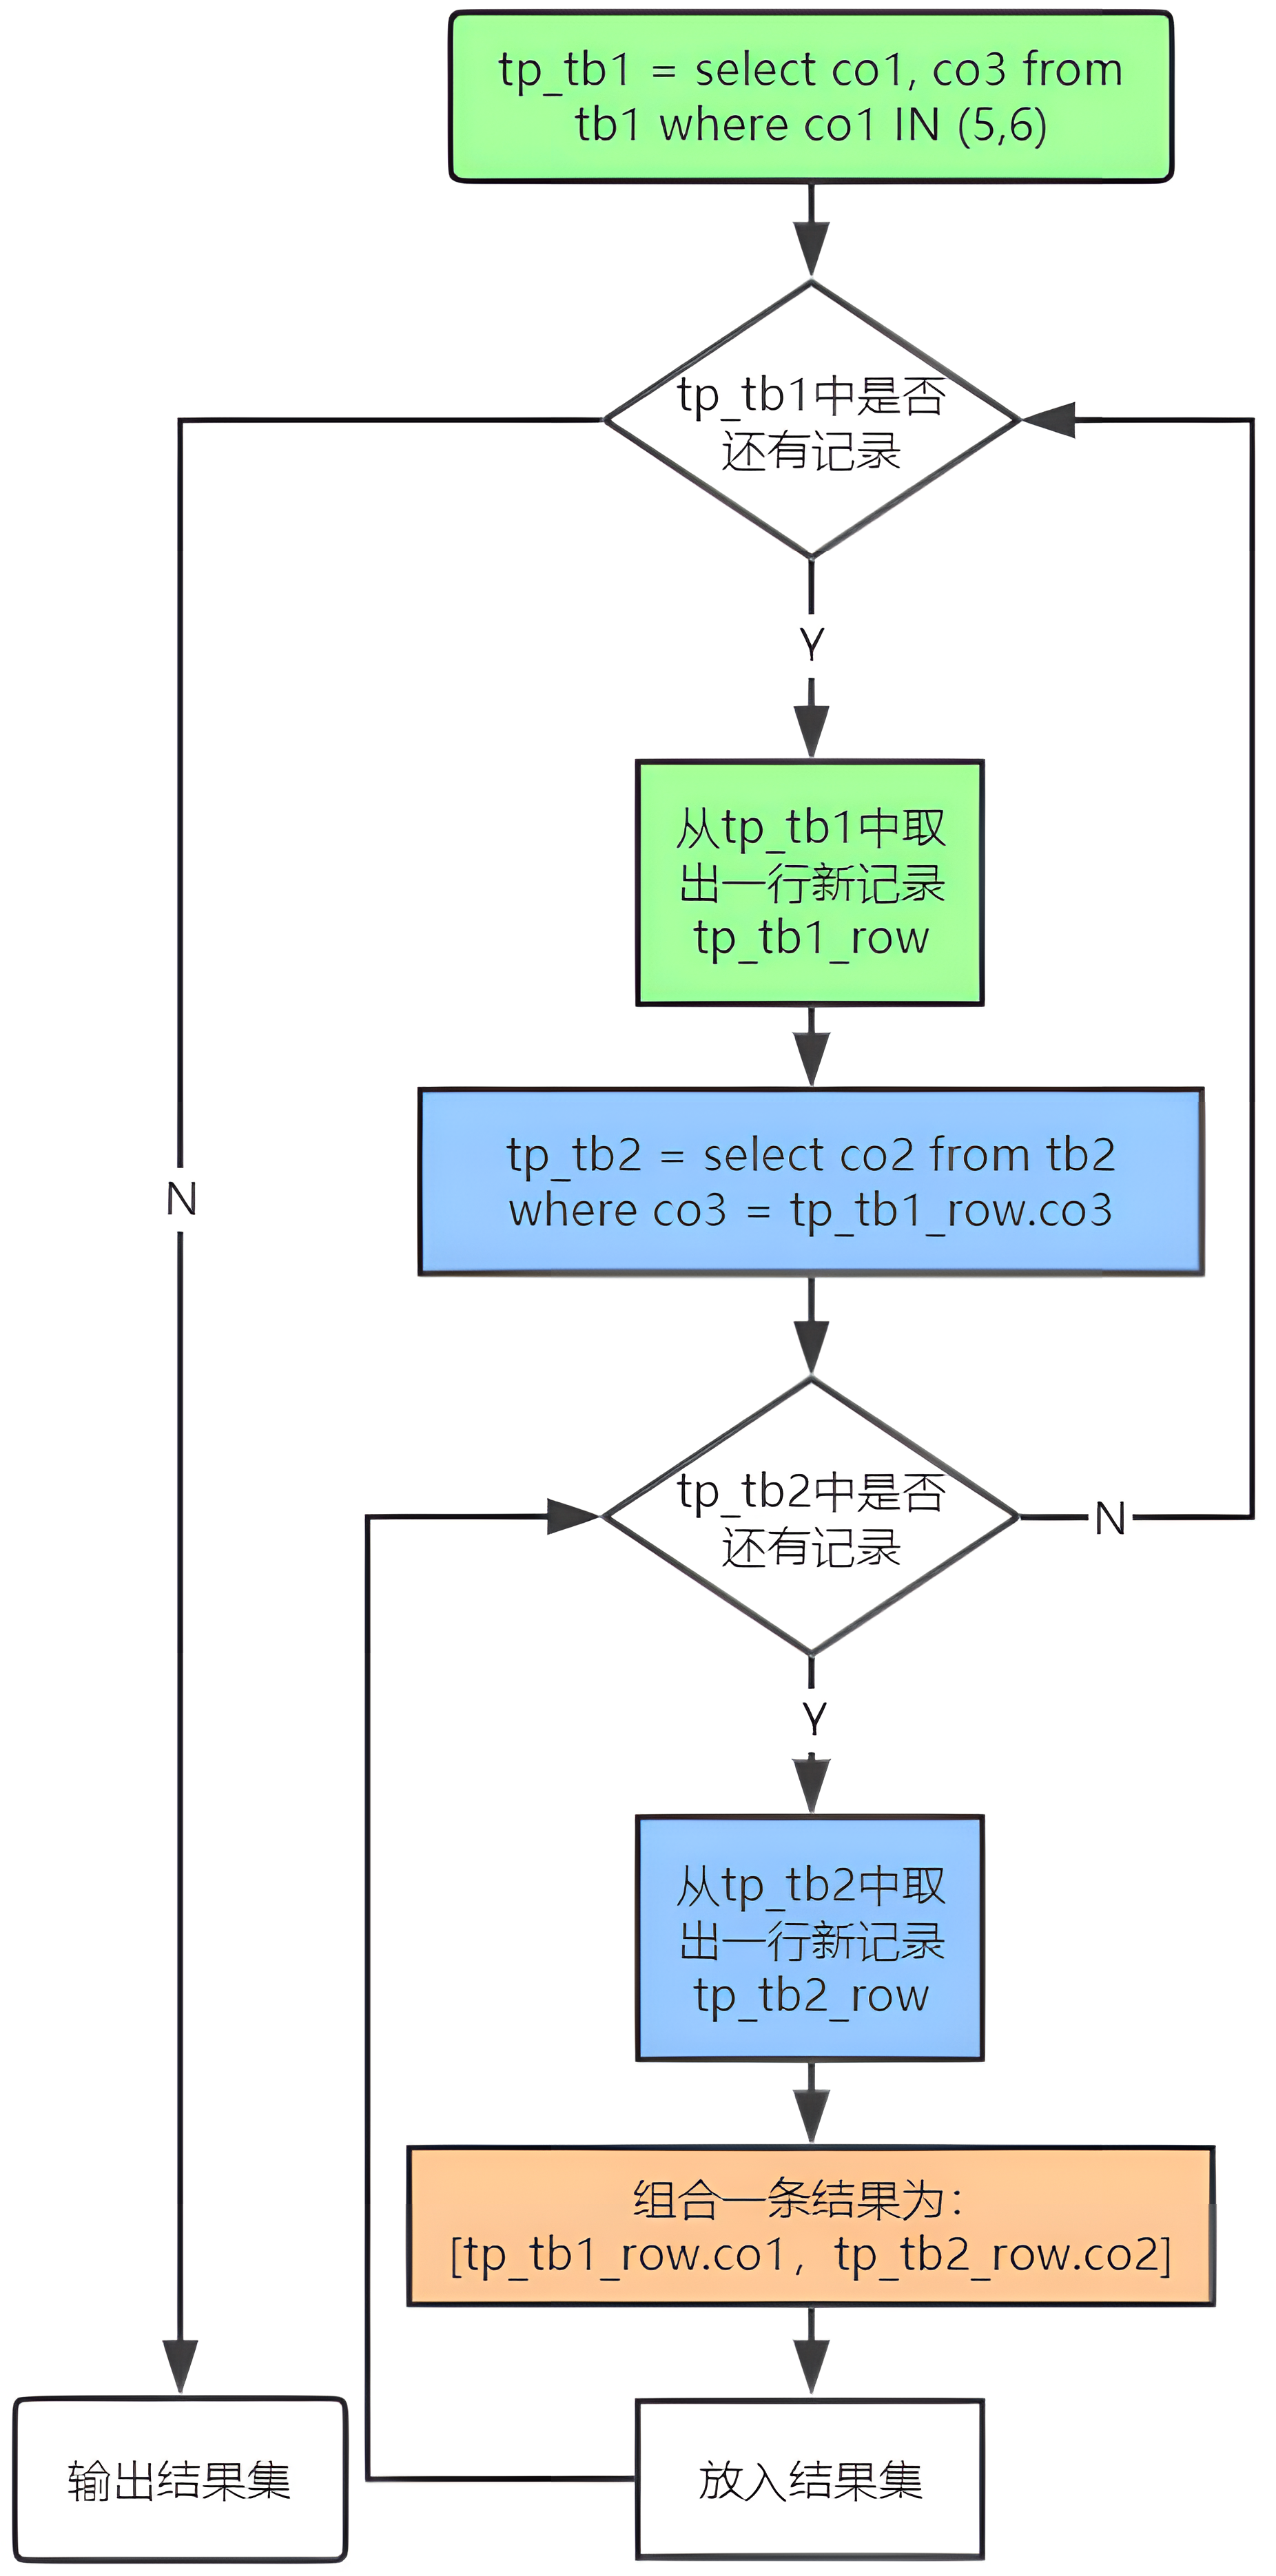 tp_tb1 = select co1, co3 from
tb1 where co1 IN (5,6)
tp_tb1中是否
还有记录
Y
从tp_tb1中取
出一行新记录
tp_tb1_row
tp_tb2 = select co2 from tb2
where co3 = tp_tb1_row.co3
N
tp_tb2中是否
还有记录
N
Y
从tp_tb2中取
出一行新记录
tp_tb2_row
组合一条结果为：
[tp_tb1_row.co1，tp_tb2_row.co2]
输出结果集
放入结果集